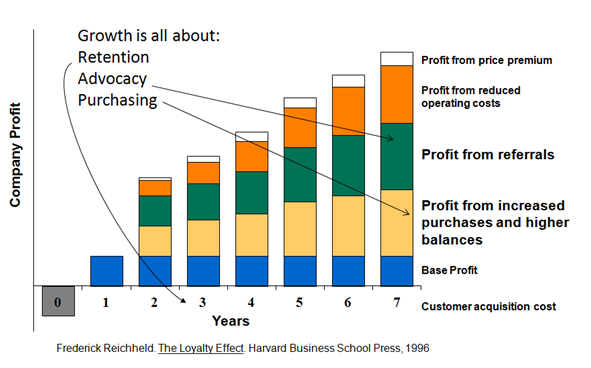 Growth is all about:
Retention
Advocacy
Purchasing
Company Profit
Profit from price premium
Profit from reduced
operating costs
Profit from referrals
Profit from increased
purchases and higher
balances
Base Profit
Customer acquisition cost
0 1 2 3 4 5 6 7
Years
Frederick Reichheld. The Loyalty Effect. Harvard Business School Press, 1996